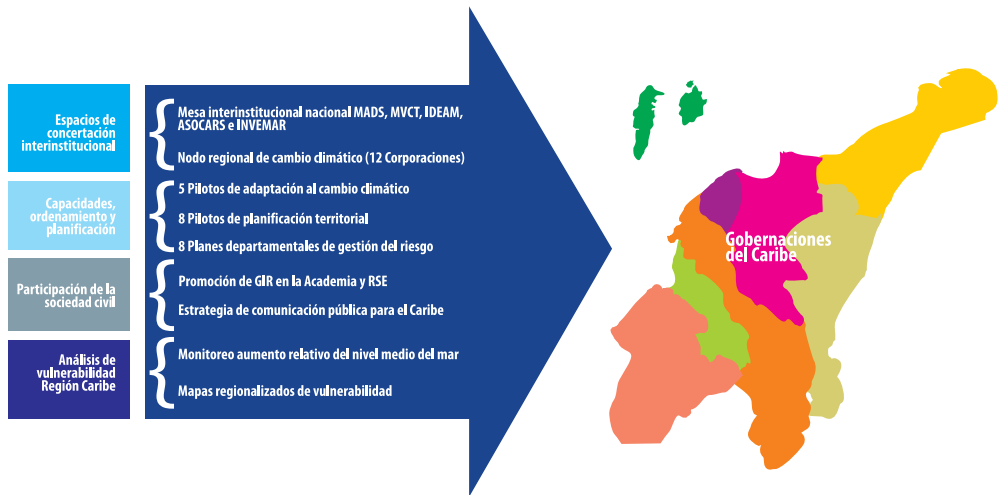 Espacios de
concertación
interinstitucional
Mesa interinstitucional nacional MADS, MVCT, IDEAM,
ASOCARS e INVEMAR
Nodo regional de cambio climático (12 Corporaciones)
Capacidades,
ordenamiento y
planificación
5 Pilotos de adaptación al cambio climático
8 Pilotos de planificación territorial
8 Planes departamentales de gestión del riesgo
Participación de la
sociedad civil
Promoción de GIR en la Academia y RSE
Estrategia de comunicación pública para el Caribe
Análisis de
vulnerabilidad
Región Caribe
Monitoreo aumento relativo del nivel medio del mar
Mapas regionalizados de vulnerabilidad
Gobernaciones
del Caribe